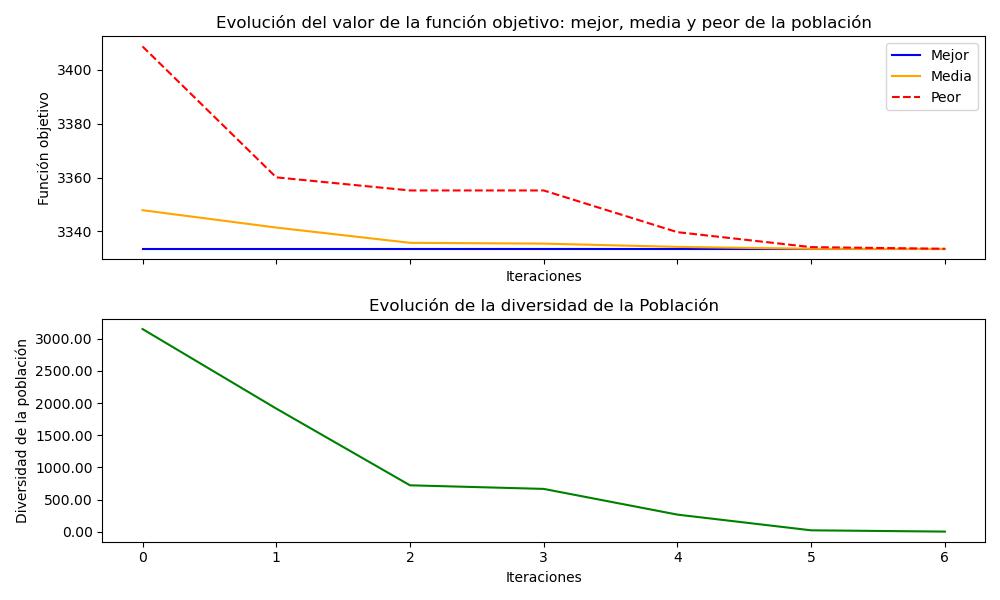 Evolución del valor de la función objetivo: mejor, media y peor de la población
Función objetivo
3400
3380
3360
3340
Mejor
Media
Peor
Iteraciones
Evolución de la diversidad de la Población
Diversidad de la población
3000.00
2500.00
2000.00
1500.00
1000.00
500.00
0.00
0 1 2 3 4 5 6
Iteraciones